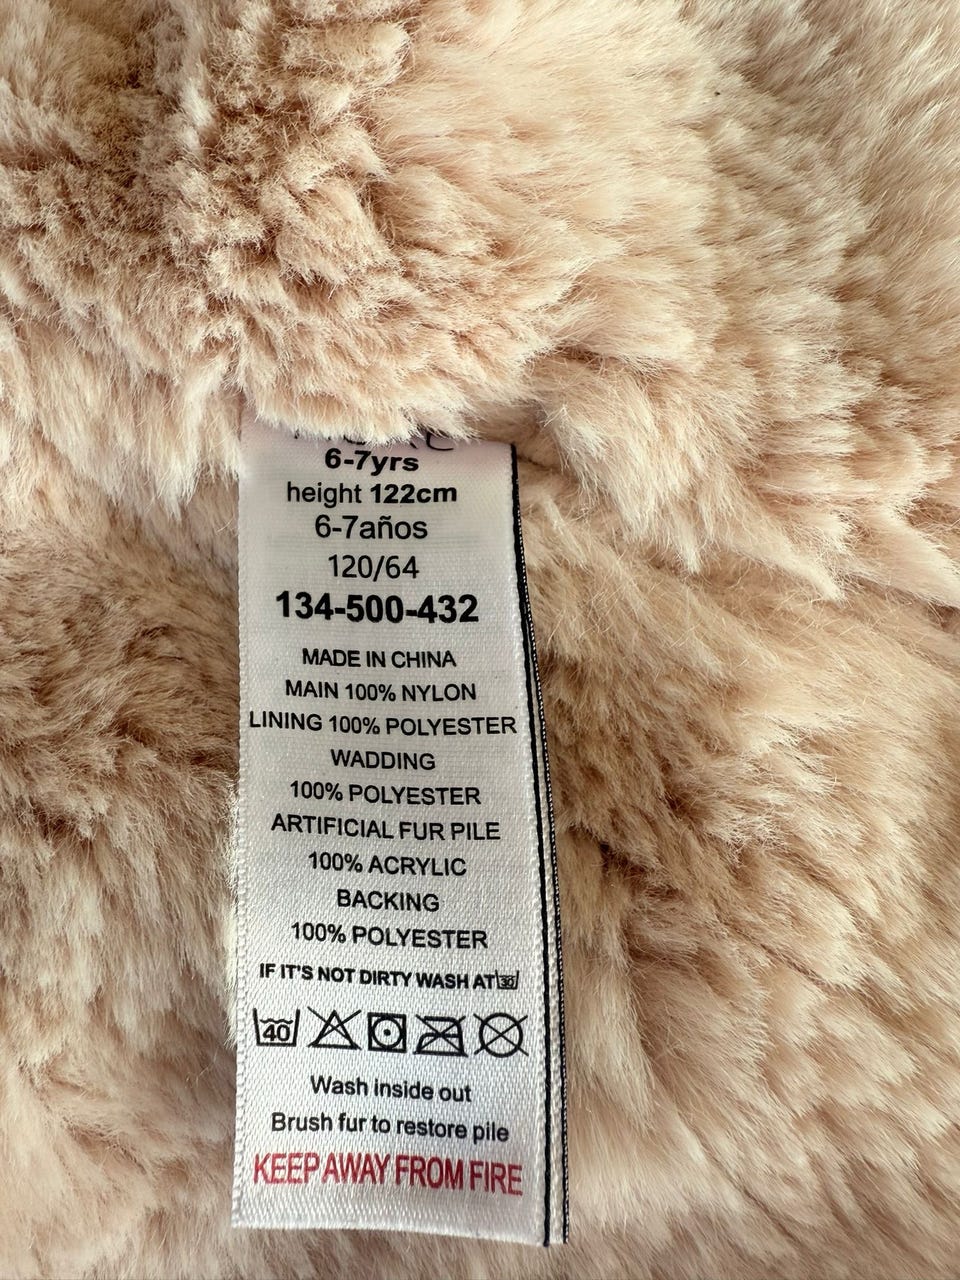 6-7yrs
height 122cm
6-7años
120/64
134-500-432
MADE IN CHINA
MAIN 100% NYLON
LINING 100% POLYESTER
WADDING
100% POLYESTER
ARTIFICIAL FUR PILE
100% ACRYLIC
BACKING
100% POLYESTER
IF IT'S NOT DIRTY WASH AT 30
40
Wash inside out
Brush fur to restore pile
KEEP AWAY FROM FIRE